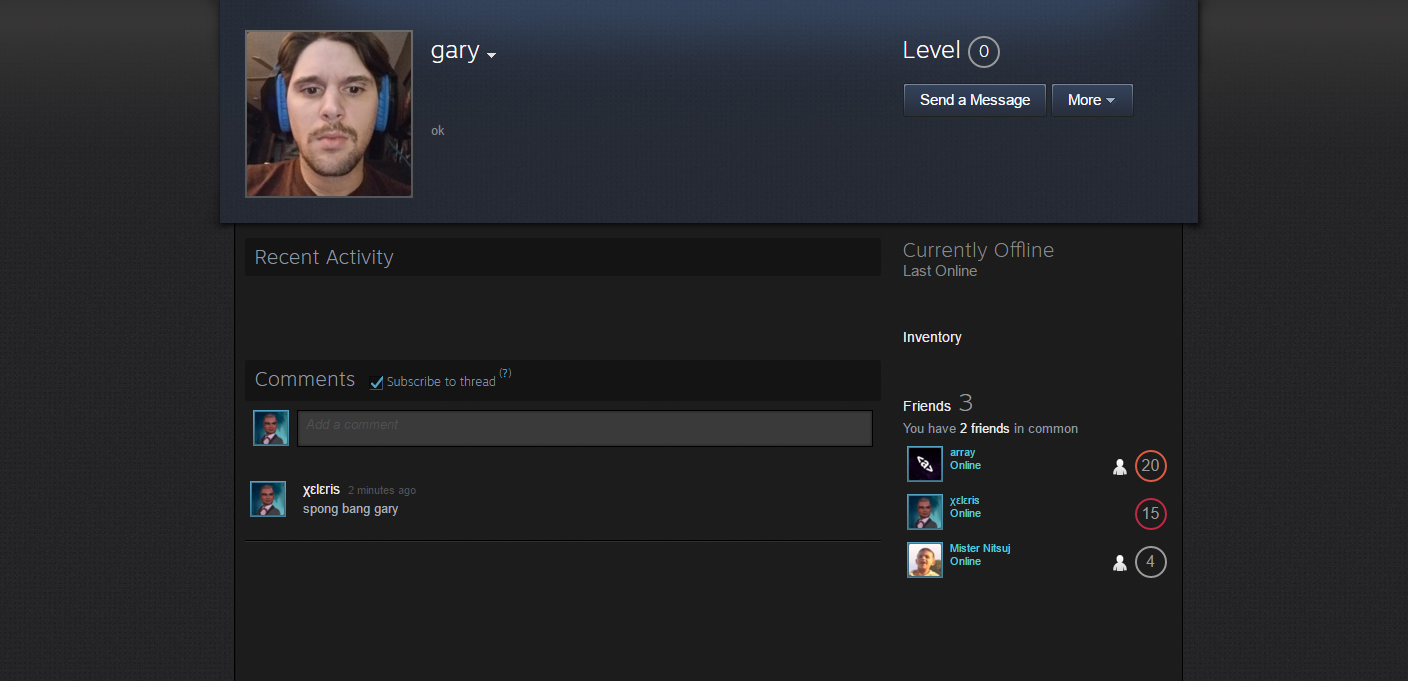 gary
ok
Level 0
Send a Message
More
Recent Activity
Comments Subscribe to thread (?)
Add a comment
χεlεris 2 minutes ago
spong bang gary
Currently Offline
Last Online
Inventory
Friends 3
You have 2 friends in common
array
Online
20
χεlεris
Online
15
Mister Nitsuj
Online
4